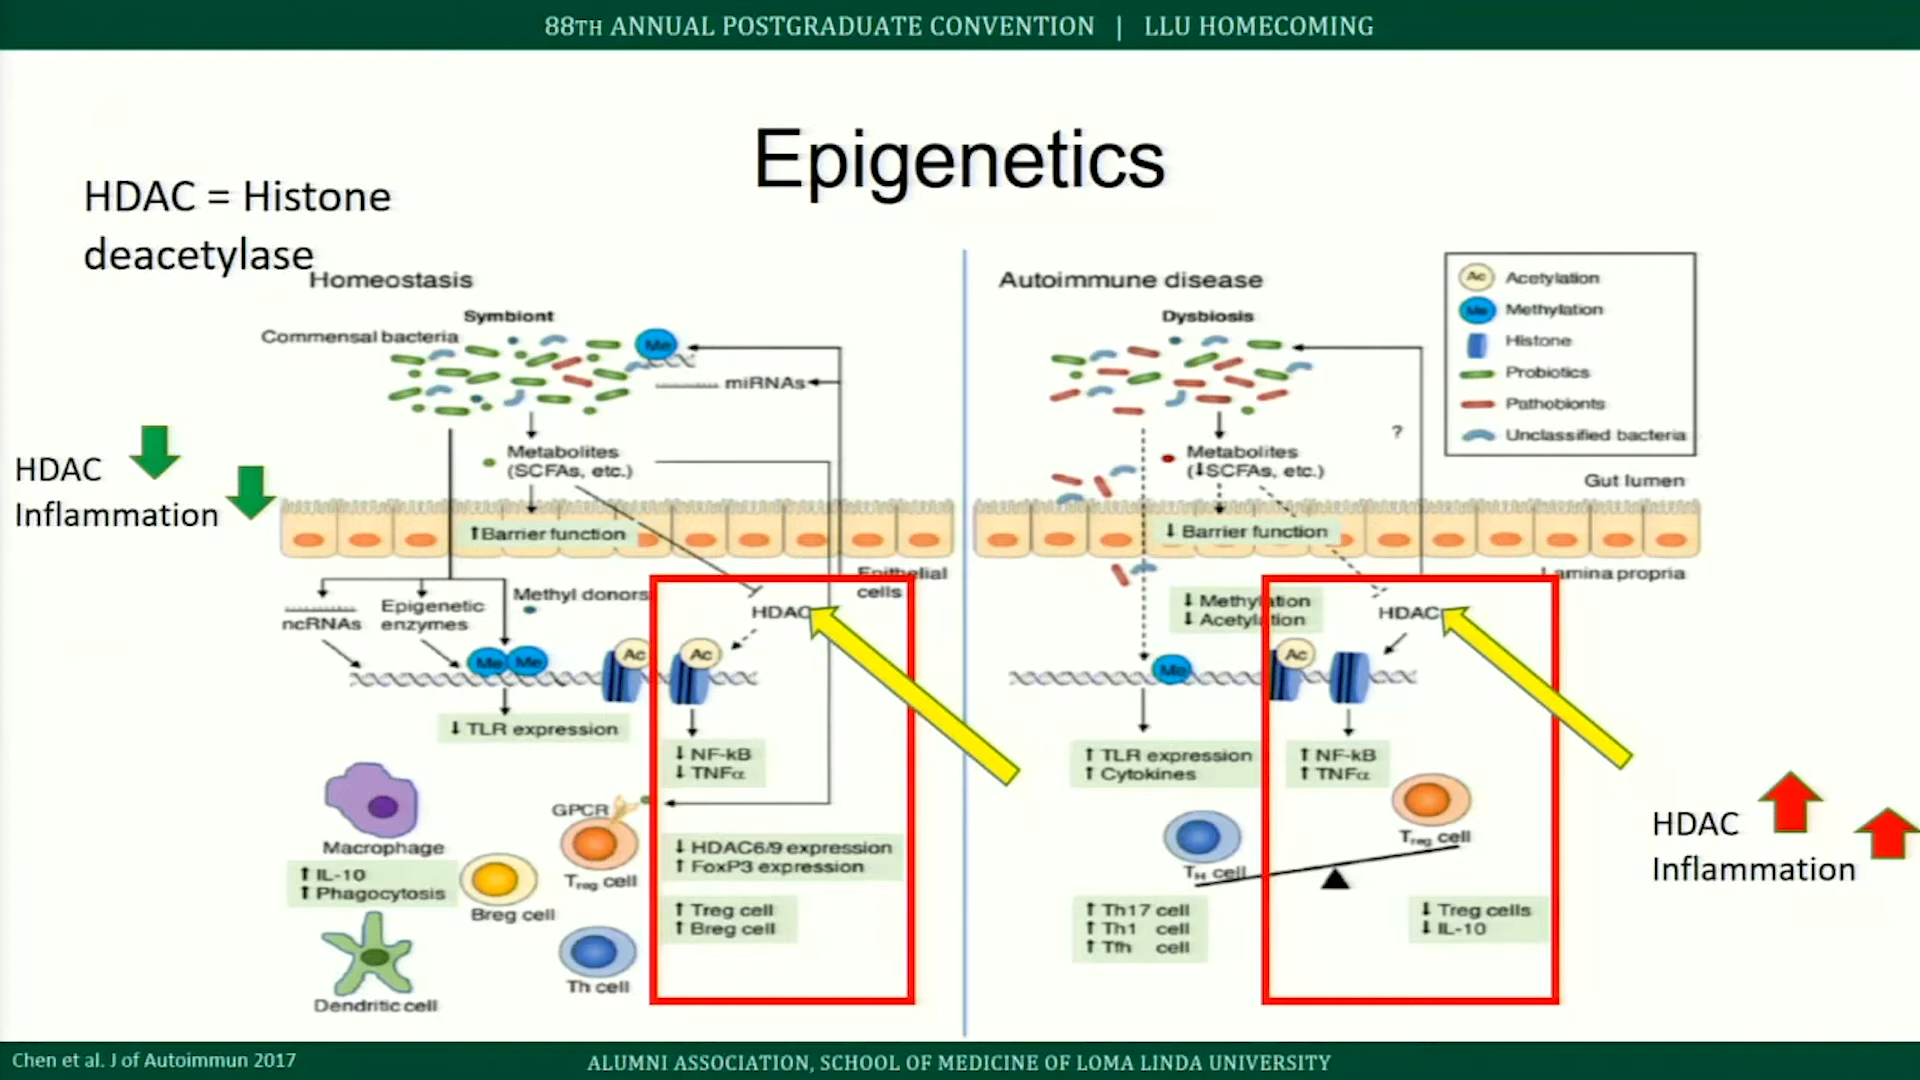 88TH ANNUAL POSTGRADUATE CONVENTION | LLU HOMECOMING
Epigenetics
HDAC = Histone
deacetylase
HDAC
Inflammation
Homeostasis
Symbiont
Commensal bacteria
Me
miRNAs
Metabolites
(SCFAs, etc.)
↑Barrier function
Epithelial
cells
ncRNAs
Epigenetic
enzymes
Methyl donors
HDAC
Me Me
Ac
Ac
↓ TLR expression
↓ NF-kB
↓ TNFα
Macrophage
↑ IL-10
↑ Phagocytosis
Breg cell
Dendritic cell
GPCR
Treg cell
Th cell
↓ HDAC6/9 expression
↑ FoxP3 expression
↑ Treg cell
↑ Breg cell
Autoimmune disease
Dysbiosis
Metabolites
(↓SCFAs, etc.)
?
↓ Barrier function
Gut lumen
Lamina propria
↓ Methylation
↓ Acetylation
HDAC
Me
Ac
↑ TLR expression
↑ Cytokines
↑ NF-kB
↑ TNFα
TH cell
Treg cell
↑ Th17 cell
↑ Th1 cell
↑ Tfh cell
↓ Treg cells
↓ IL-10
Ac Acetylation
Me Methylation
Histone
Probiotics
Pathobionts
Unclassified bacteria
HDAC
Inflammation
Chen et al. J of Autoimmun 2017
ALUMNI ASSOCIATION, SCHOOL OF MEDICINE OF LOMA LINDA UNIVERSITY